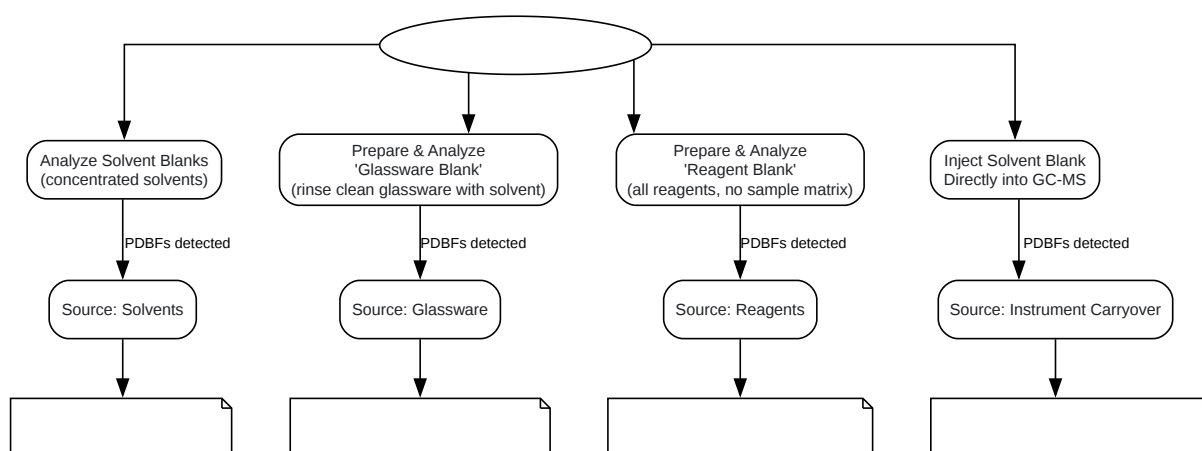 Analyze Solvent Blanks
(concentrated solvents)
Prepare & Analyze
'Glassware Blank'
(rinse clean glassware with solvent)
Prepare & Analyze
'Reagent Blank'
(all reagents, no sample matrix)
Inject Solvent Blank
Directly into GC-MS
PDBFs detected
PDBFs detected
PDBFs detected
PDBFs detected
Source: Solvents
Source: Glassware
Source: Reagents
Source: Instrument Carryover